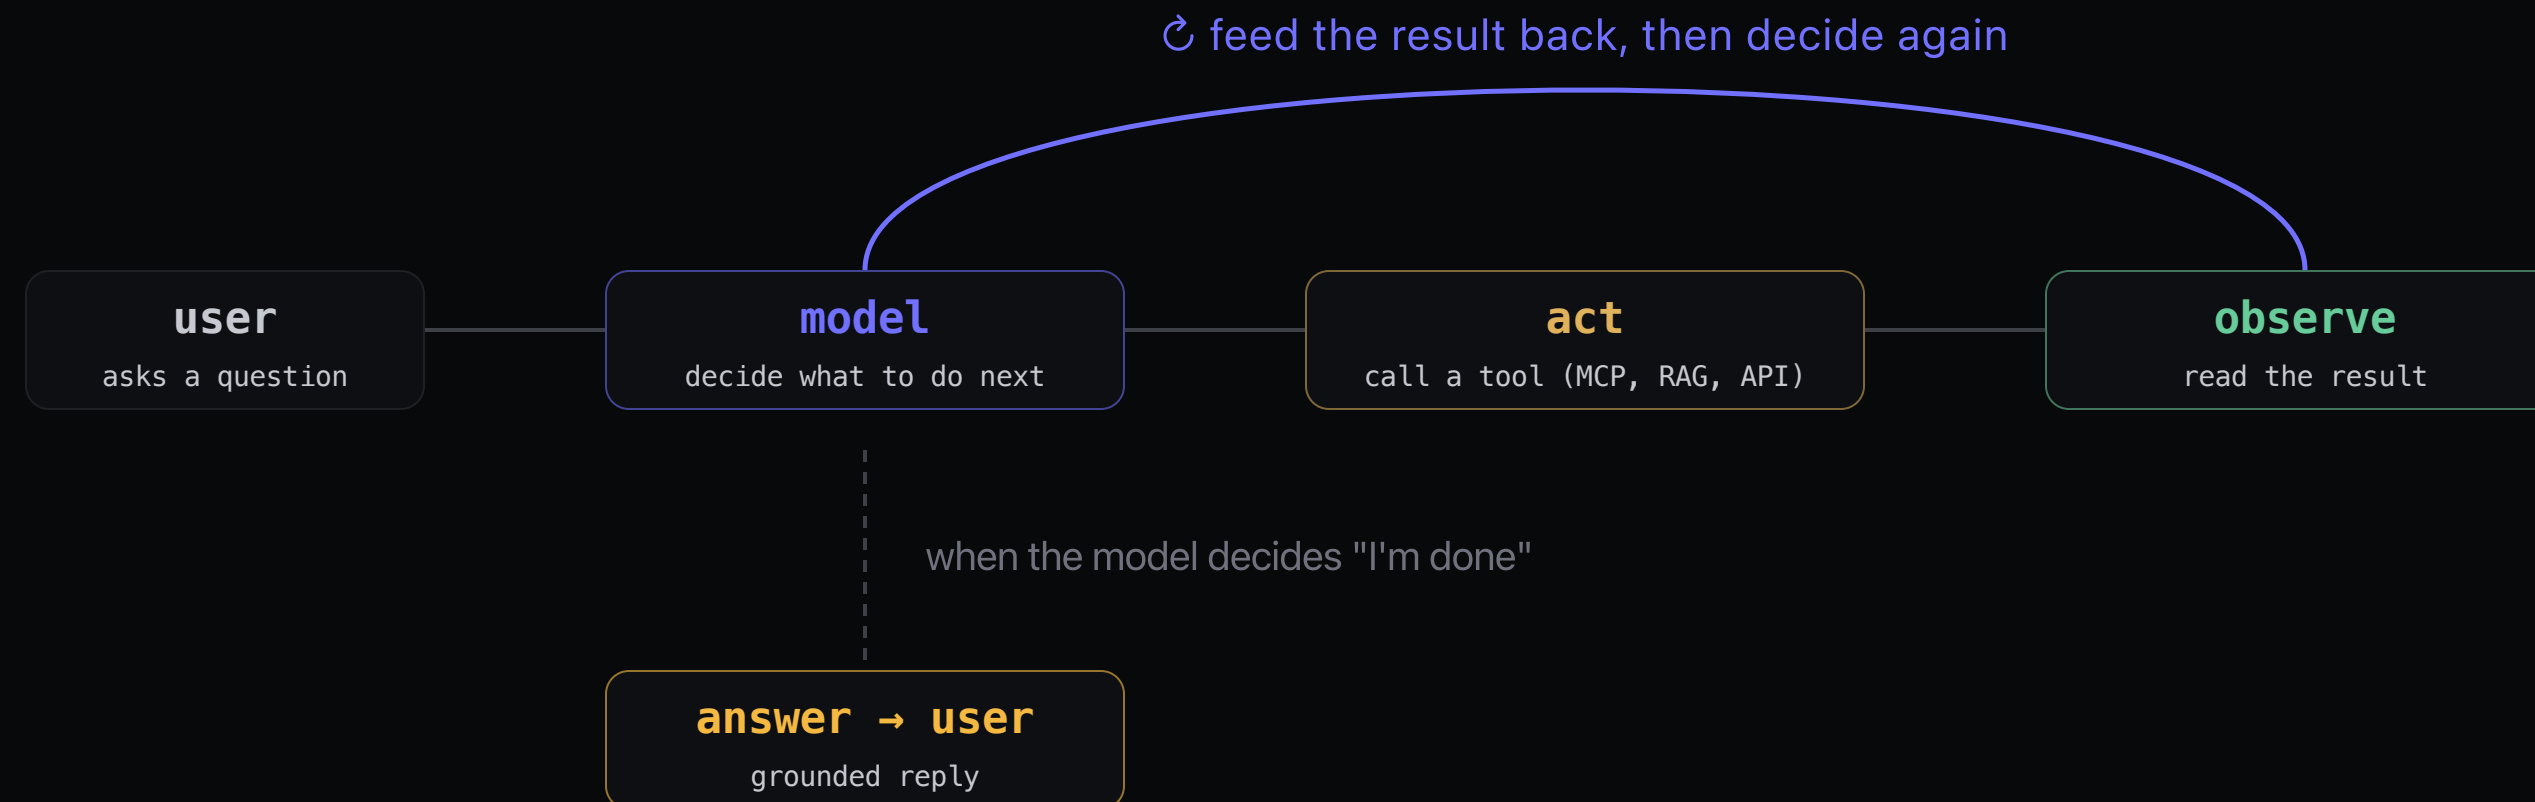 ↻ feed the result back, then decide again
user
asks a question
model
decide what to do next
act
call a tool (MCP, RAG, API)
observe
read the result
when the model decides "I'm done"
answer → user
grounded reply